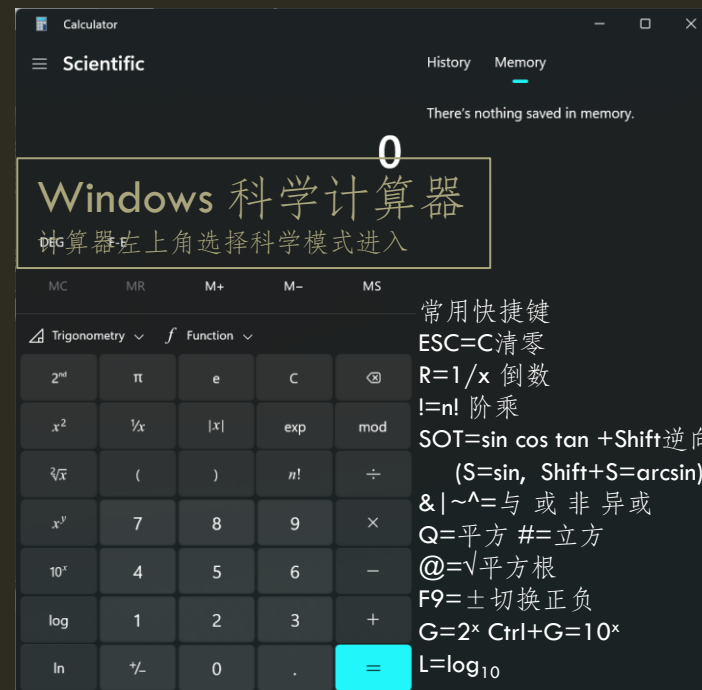 Calculator
Scientific
History Memory
There's nothing saved in memory.
0
Windows 科学计算器
计算器左上角选择科学模式进入
DEG F-E
MC MR M+ M− MS
Trigonometry f Function
2ⁿᵈ π e C
x² ¹/x |x| exp mod
²√x ( ) n! ÷
xʸ 7 8 9 ×
10ˣ 4 5 6 −
log 1 2 3 +
ln +/− 0 . =
常用快捷键
ESC=C清零
R=1/x 倒数
!=n! 阶乘
SOT=sin cos tan +Shift逆向
(S=sin, Shift+S=arcsin)
&|~^=与 或 非 异或
Q=平方 #=立方
@=√平方根
F9=±切换正负
G=2ˣ Ctrl+G=10ˣ
L=log₁₀